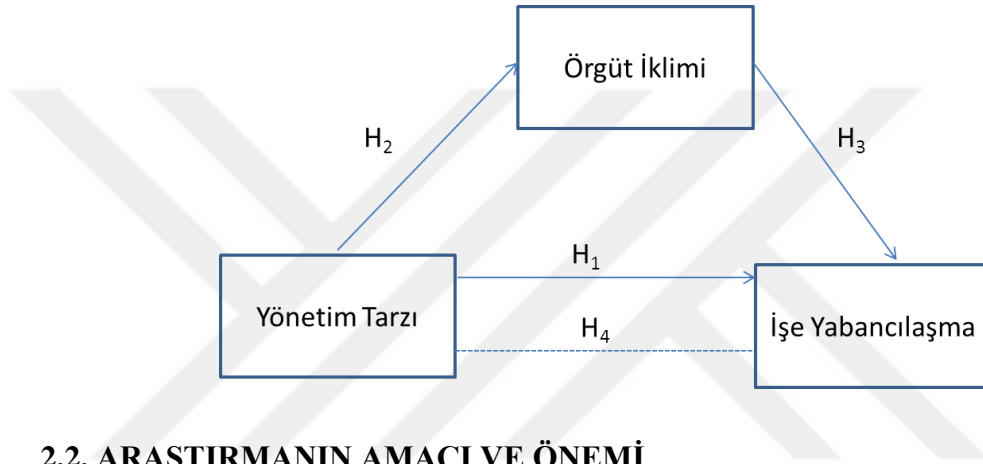 Örgüt İklimi
H₂
H₃
H₁
Yönetim Tarzı
H₄
İşe Yabancılaşma
2.2. ARAŞTIRMANIN AMACI VE ÖNEMİ